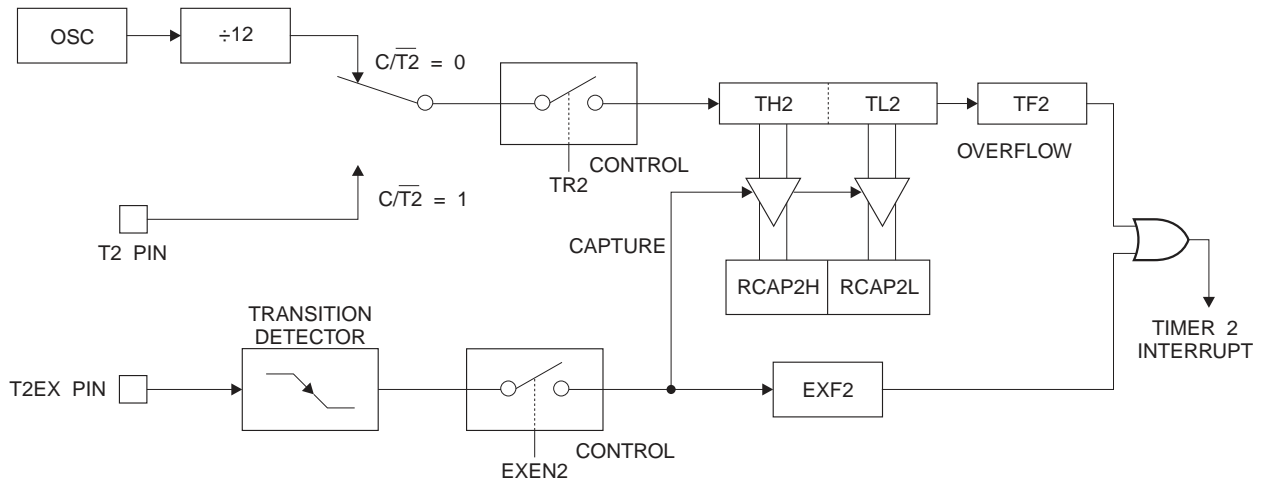 OSC
÷12
C/T2̅ = 0
TH2
TL2
TF2
OVERFLOW
CONTROL
TR2
C/T2̅ = 1
T2 PIN
CAPTURE
RCAP2H
RCAP2L
TRANSITION
DETECTOR
TIMER 2
INTERRUPT
T2EX PIN
EXF2
CONTROL
EXEN2